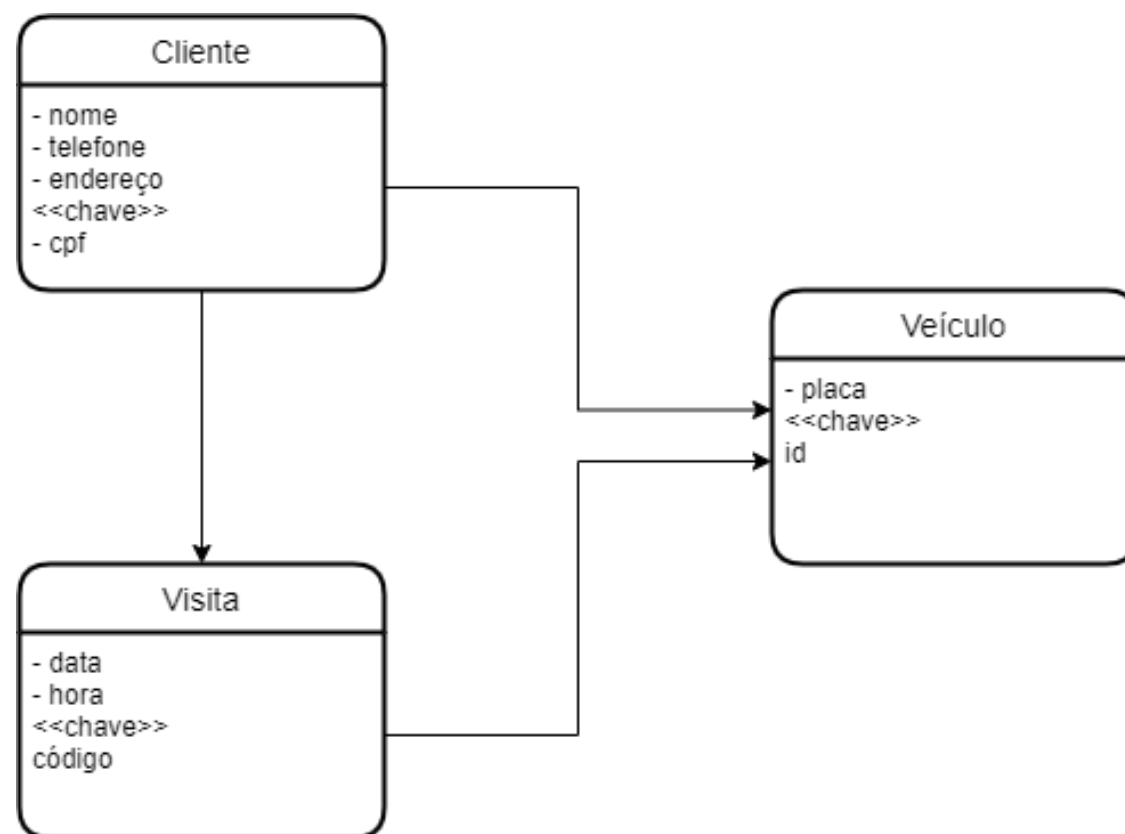 Cliente
- nome
- telefone
- endereço
<<chave>>
- cpf
Veículo
- placa
<<chave>>
id
Visita
- data
- hora
<<chave>>
código